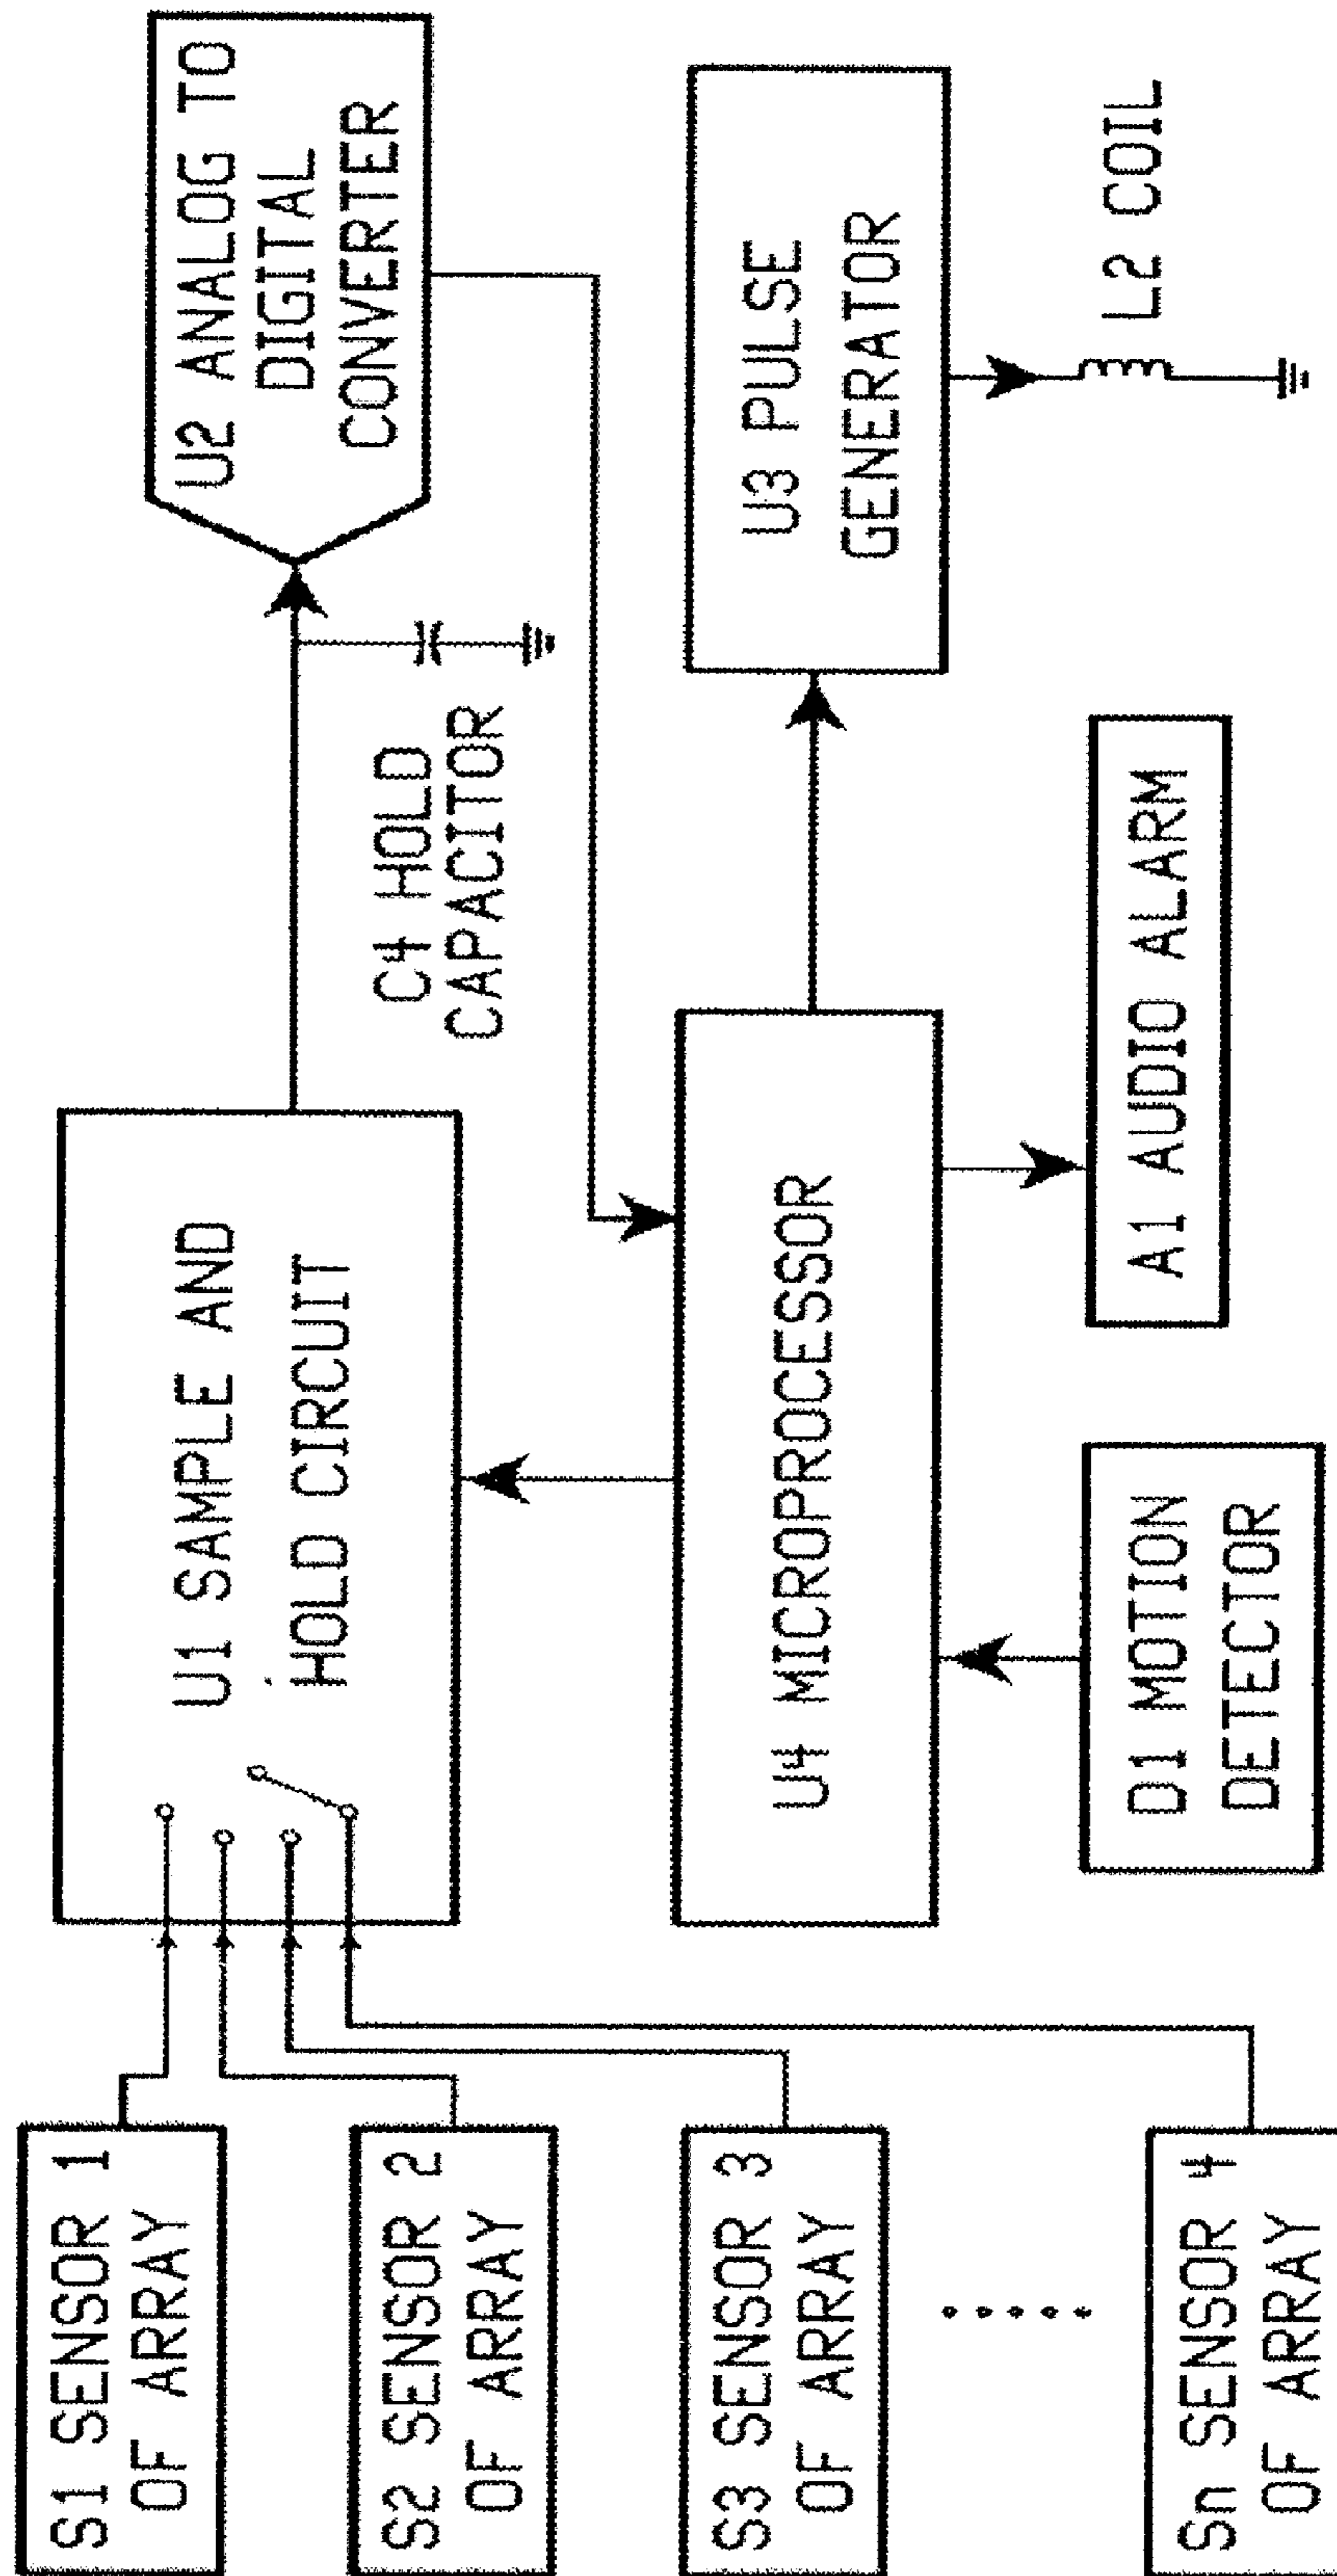 S1 SENSOR 1
OF ARRAY
S2 SENSOR 2
OF ARRAY
S3 SENSOR 3
OF ARRAY
Sn SENSOR 4
OF ARRAY
U1 SAMPLE AND
HOLD CIRCUIT
C4 HOLD
CAPACITOR
U2 ANALOG TO
DIGITAL
CONVERTER
U4 MICROPROCESSOR
U3 PULSE
GENERATOR
D1 MOTION
DETECTOR
A1 AUDIO ALARM
L2 COIL